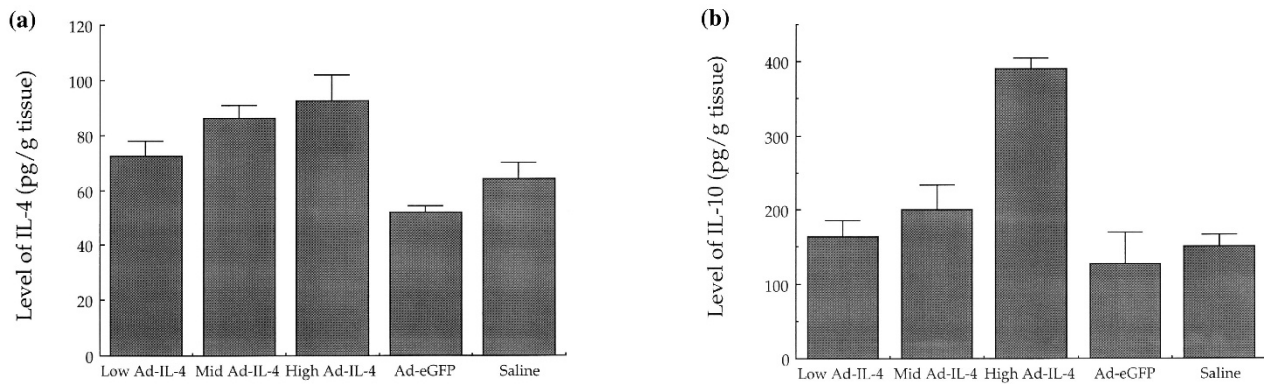 (a)
Level of IL-4 (pg/g tissue)
120
100
80
60
40
20
0
Low Ad-IL-4 Mid Ad-IL-4 High Ad-IL-4 Ad-eGFP Saline
(b)
Level of IL-10 (pg/g tissue)
400
300
200
100
0
Low Ad-IL-4 Mid Ad-IL-4 High Ad-IL-4 Ad-eGFP Saline